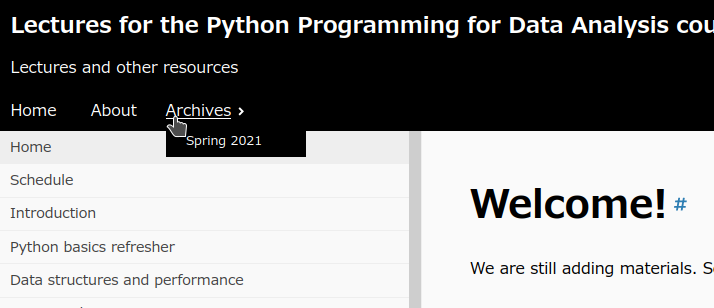 Lectures for the Python Programming for Data Analysis
Lectures and other resources
Home About Archives
Spring 2021
Home
Schedule
Introduction
Python basics refresher
Data structures and performance
Welcome! #
We are still adding materials.